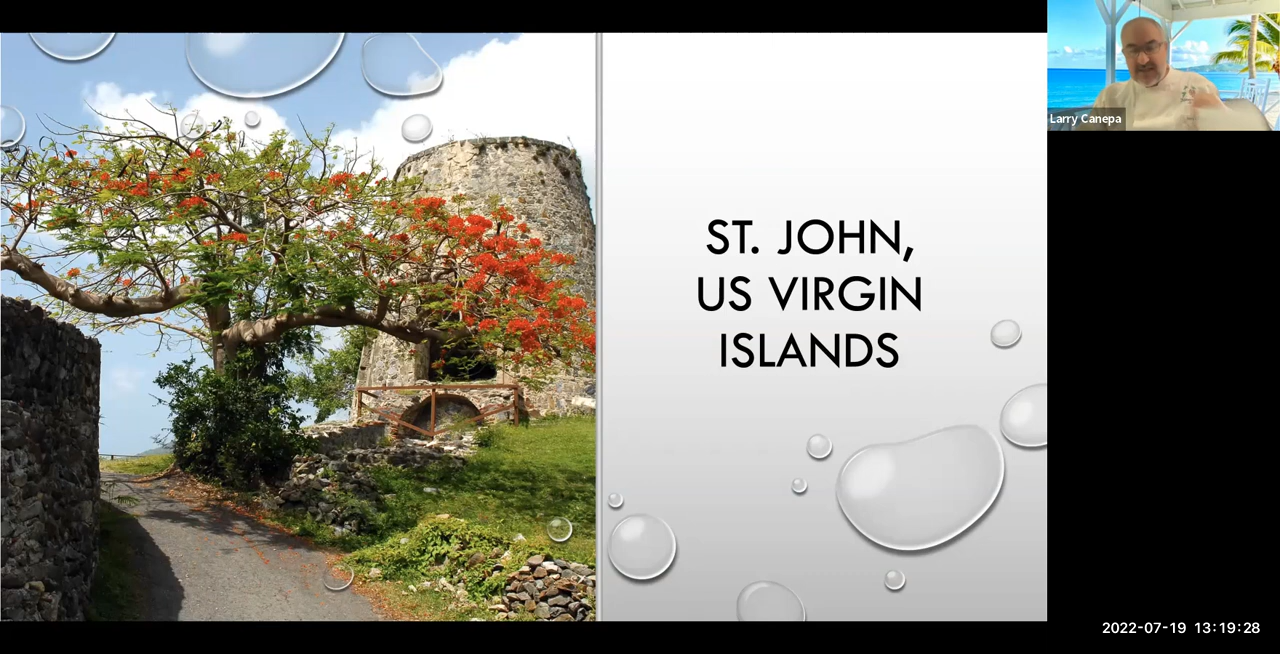 Larry Canepa
ST. JOHN,
US VIRGIN
ISLANDS
2022-07-19 13:19:28